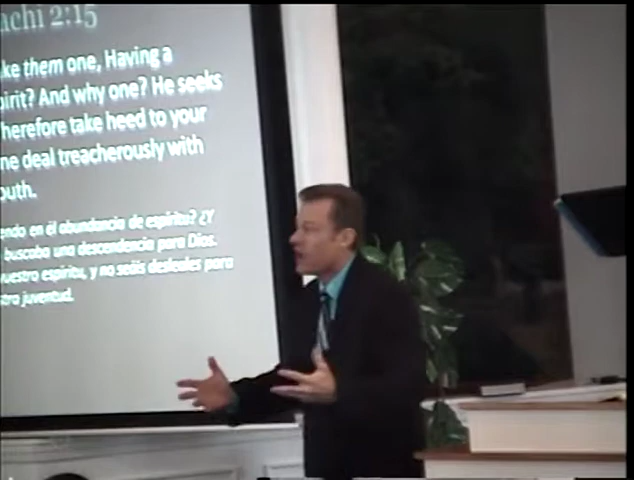 achi 2:15
ke them one, Having a
pirit? And why one? He seeks
herefore take heed to your
ne deal treacherously with
outh.
endo en él abundancia de espíritu? ¿Y
buscaba una descendencia para Dios.
vuestro espíritu, y no seáis desleales para
stro juventud.